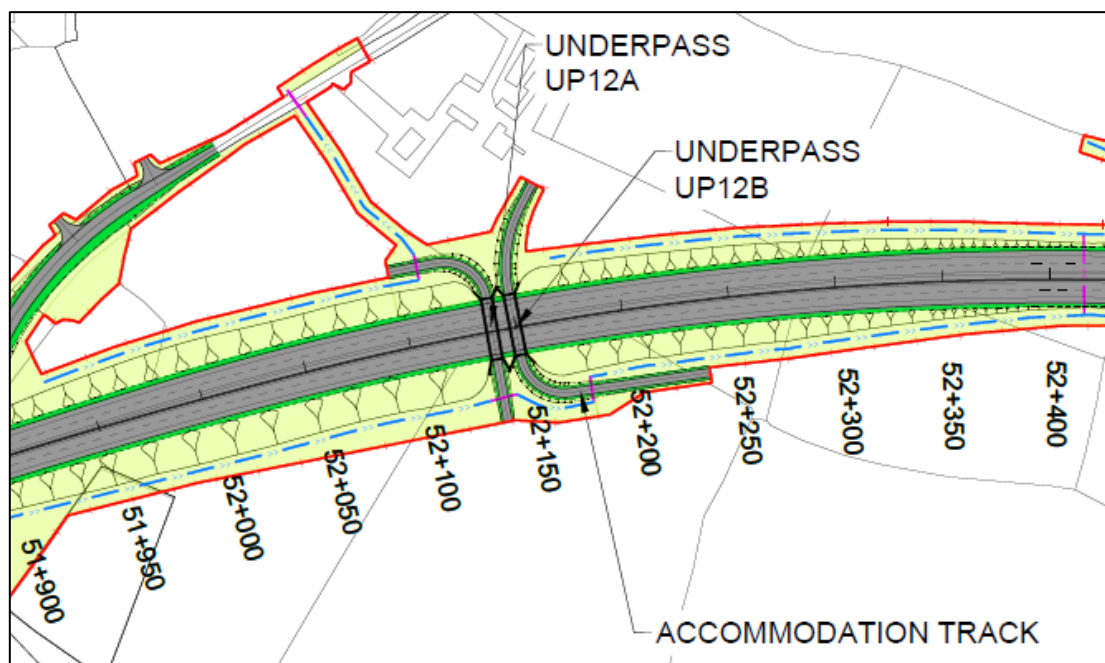 UNDERPASS
UP12A
UNDERPASS
UP12B
51+900
51+950
52+000
52+050
52+100
52+150
52+200
52+250
52+300
52+350
52+400
ACCOMMODATION TRACK